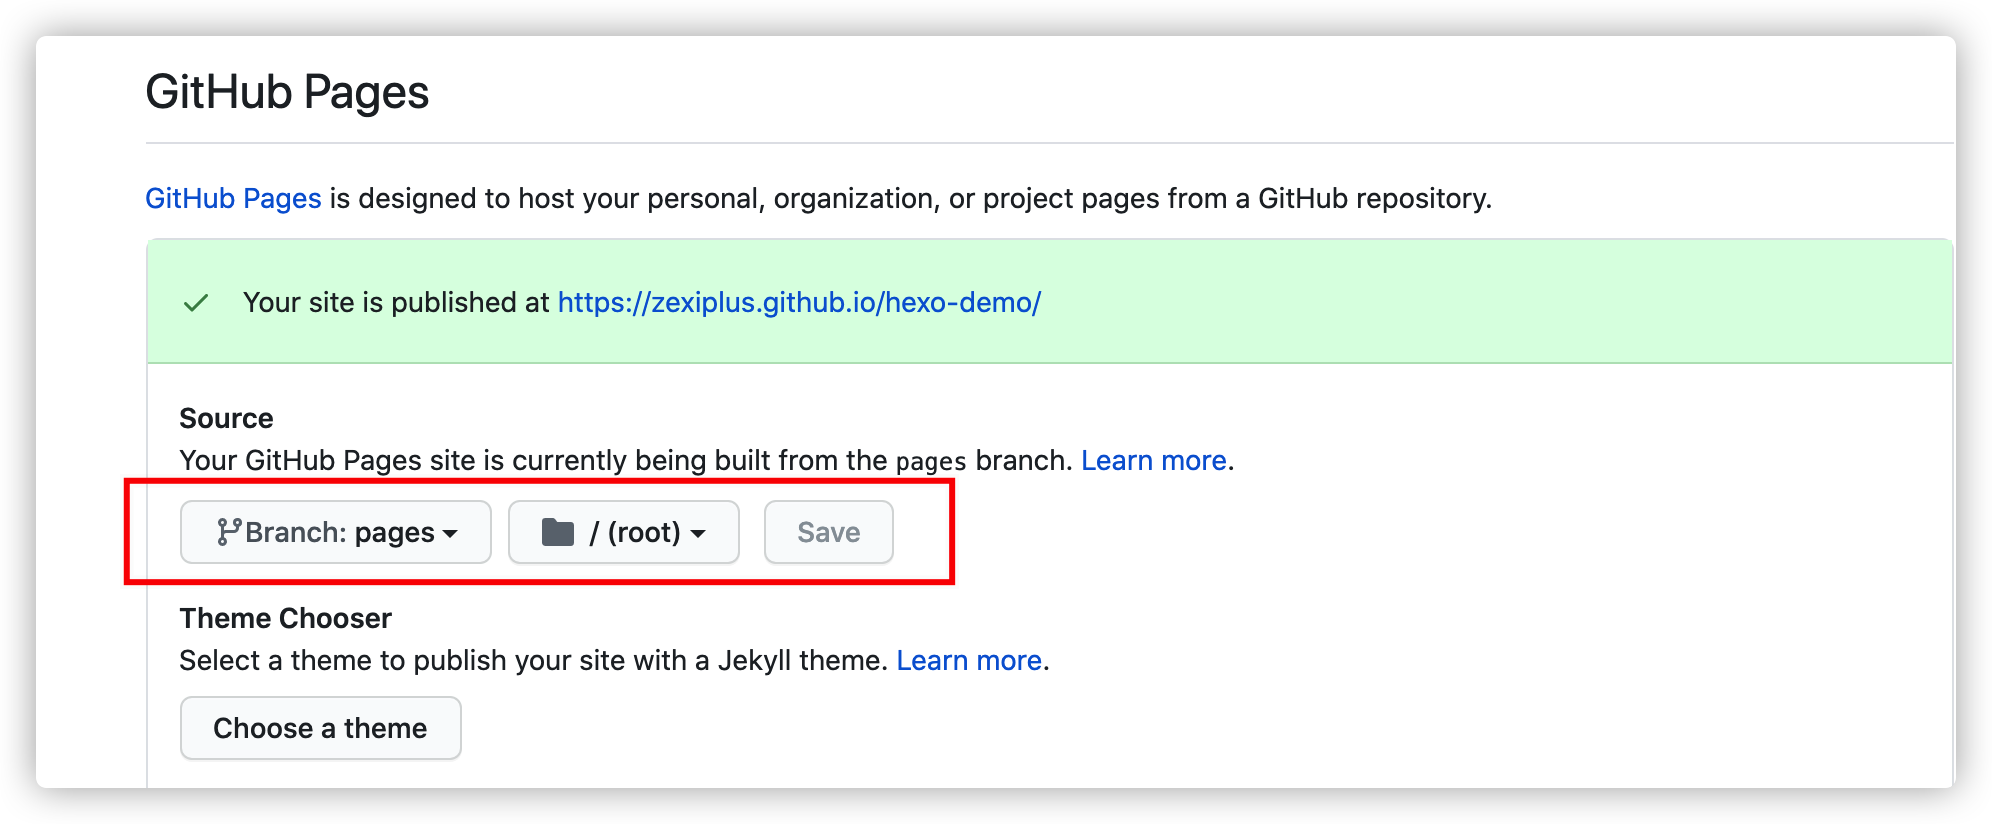 GitHub Pages
GitHub Pages is designed to host your personal, organization, or project pages from a GitHub repository.
Your site is published at https://zexiplus.github.io/hexo-demo/
Source
Your GitHub Pages site is currently being built from the pages branch. Learn more.
Branch: pages / (root) Save
Theme Chooser
Select a theme to publish your site with a Jekyll theme. Learn more.
Choose a theme